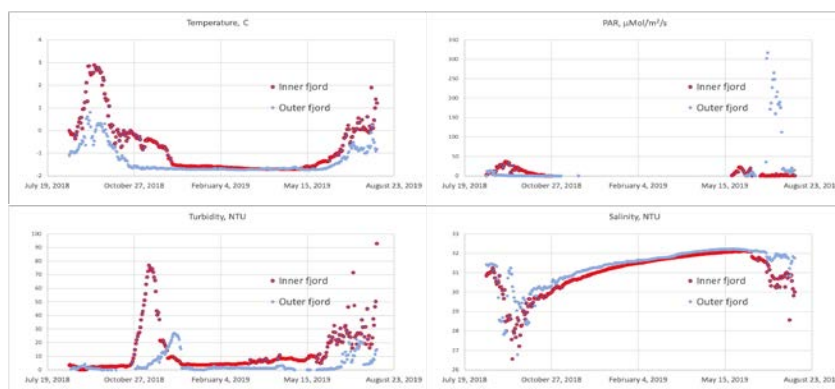 Temperature, C
4
3
2
1
0
-1
-2
Inner fjord
Outer fjord
July 19, 2018 October 27, 2018 February 4, 2019 May 15, 2019 August 23, 2019
PAR, µMol/m²/s
350
300
250
200
150
100
50
0
Inner fjord
Outer fjord
July 19, 2018 October 27, 2018 February 4, 2019 May 15, 2019 August 23, 2019
Turbidity, NTU
100
90
80
70
60
50
40
30
20
10
0
Inner fjord
Outer fjord
July 19, 2018 October 27, 2018 February 4, 2019 May 15, 2019 August 23, 2019
Salinity, NTU
33
32
31
30
29
28
27
26
Inner fjord
Outer fjord
July 19, 2018 October 27, 2018 February 4, 2019 May 15, 2019 August 23, 2019